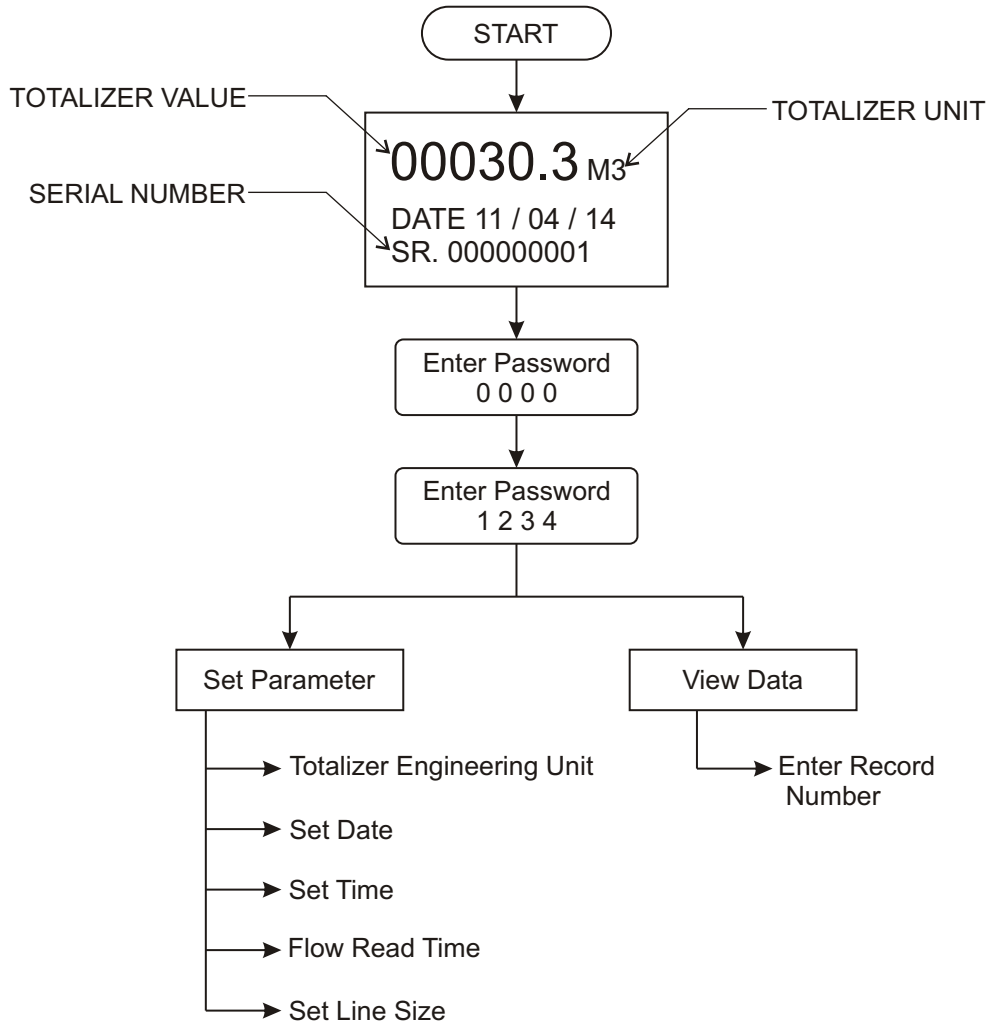 START
TOTALIZER VALUE
TOTALIZER UNIT
00030.3 M3
SERIAL NUMBER
DATE 11 / 04 / 14
SR. 000000001
Enter Password
0 0 0 0
Enter Password
1 2 3 4
Set Parameter
View Data
Totalizer Engineering Unit
Enter Record
Number
Set Date
Set Time
Flow Read Time
Set Line Size